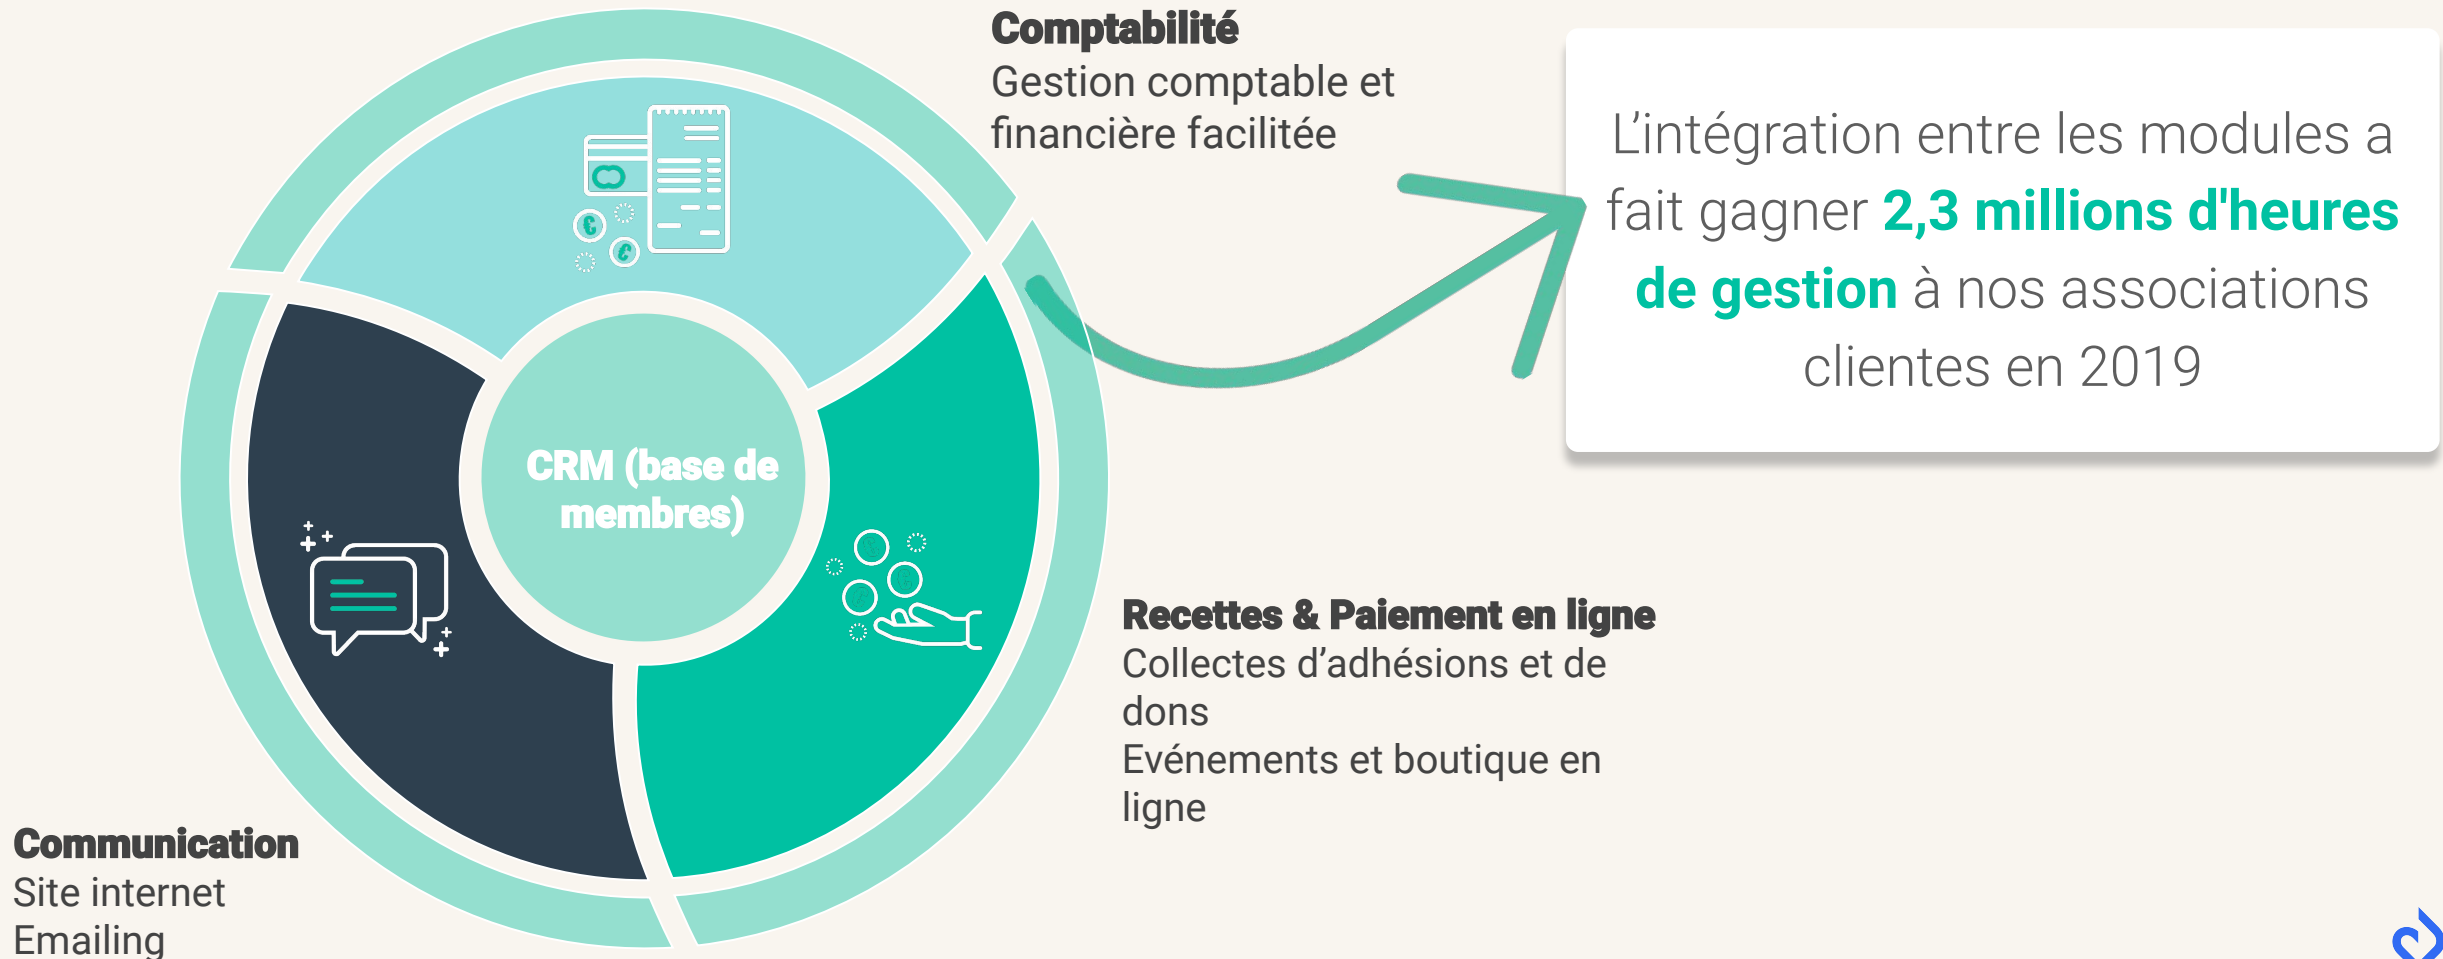 Comptabilité
Gestion comptable et
financière facilitée
L'intégration entre les modules a
fait gagner 2,3 millions d'heures
de gestion à nos associations
clientes en 2019
CRM (base de
membres)
Recettes & Paiement en ligne
Collectes d'adhésions et de
dons
Evénements et boutique en
ligne
Communication
Site internet
Emailing